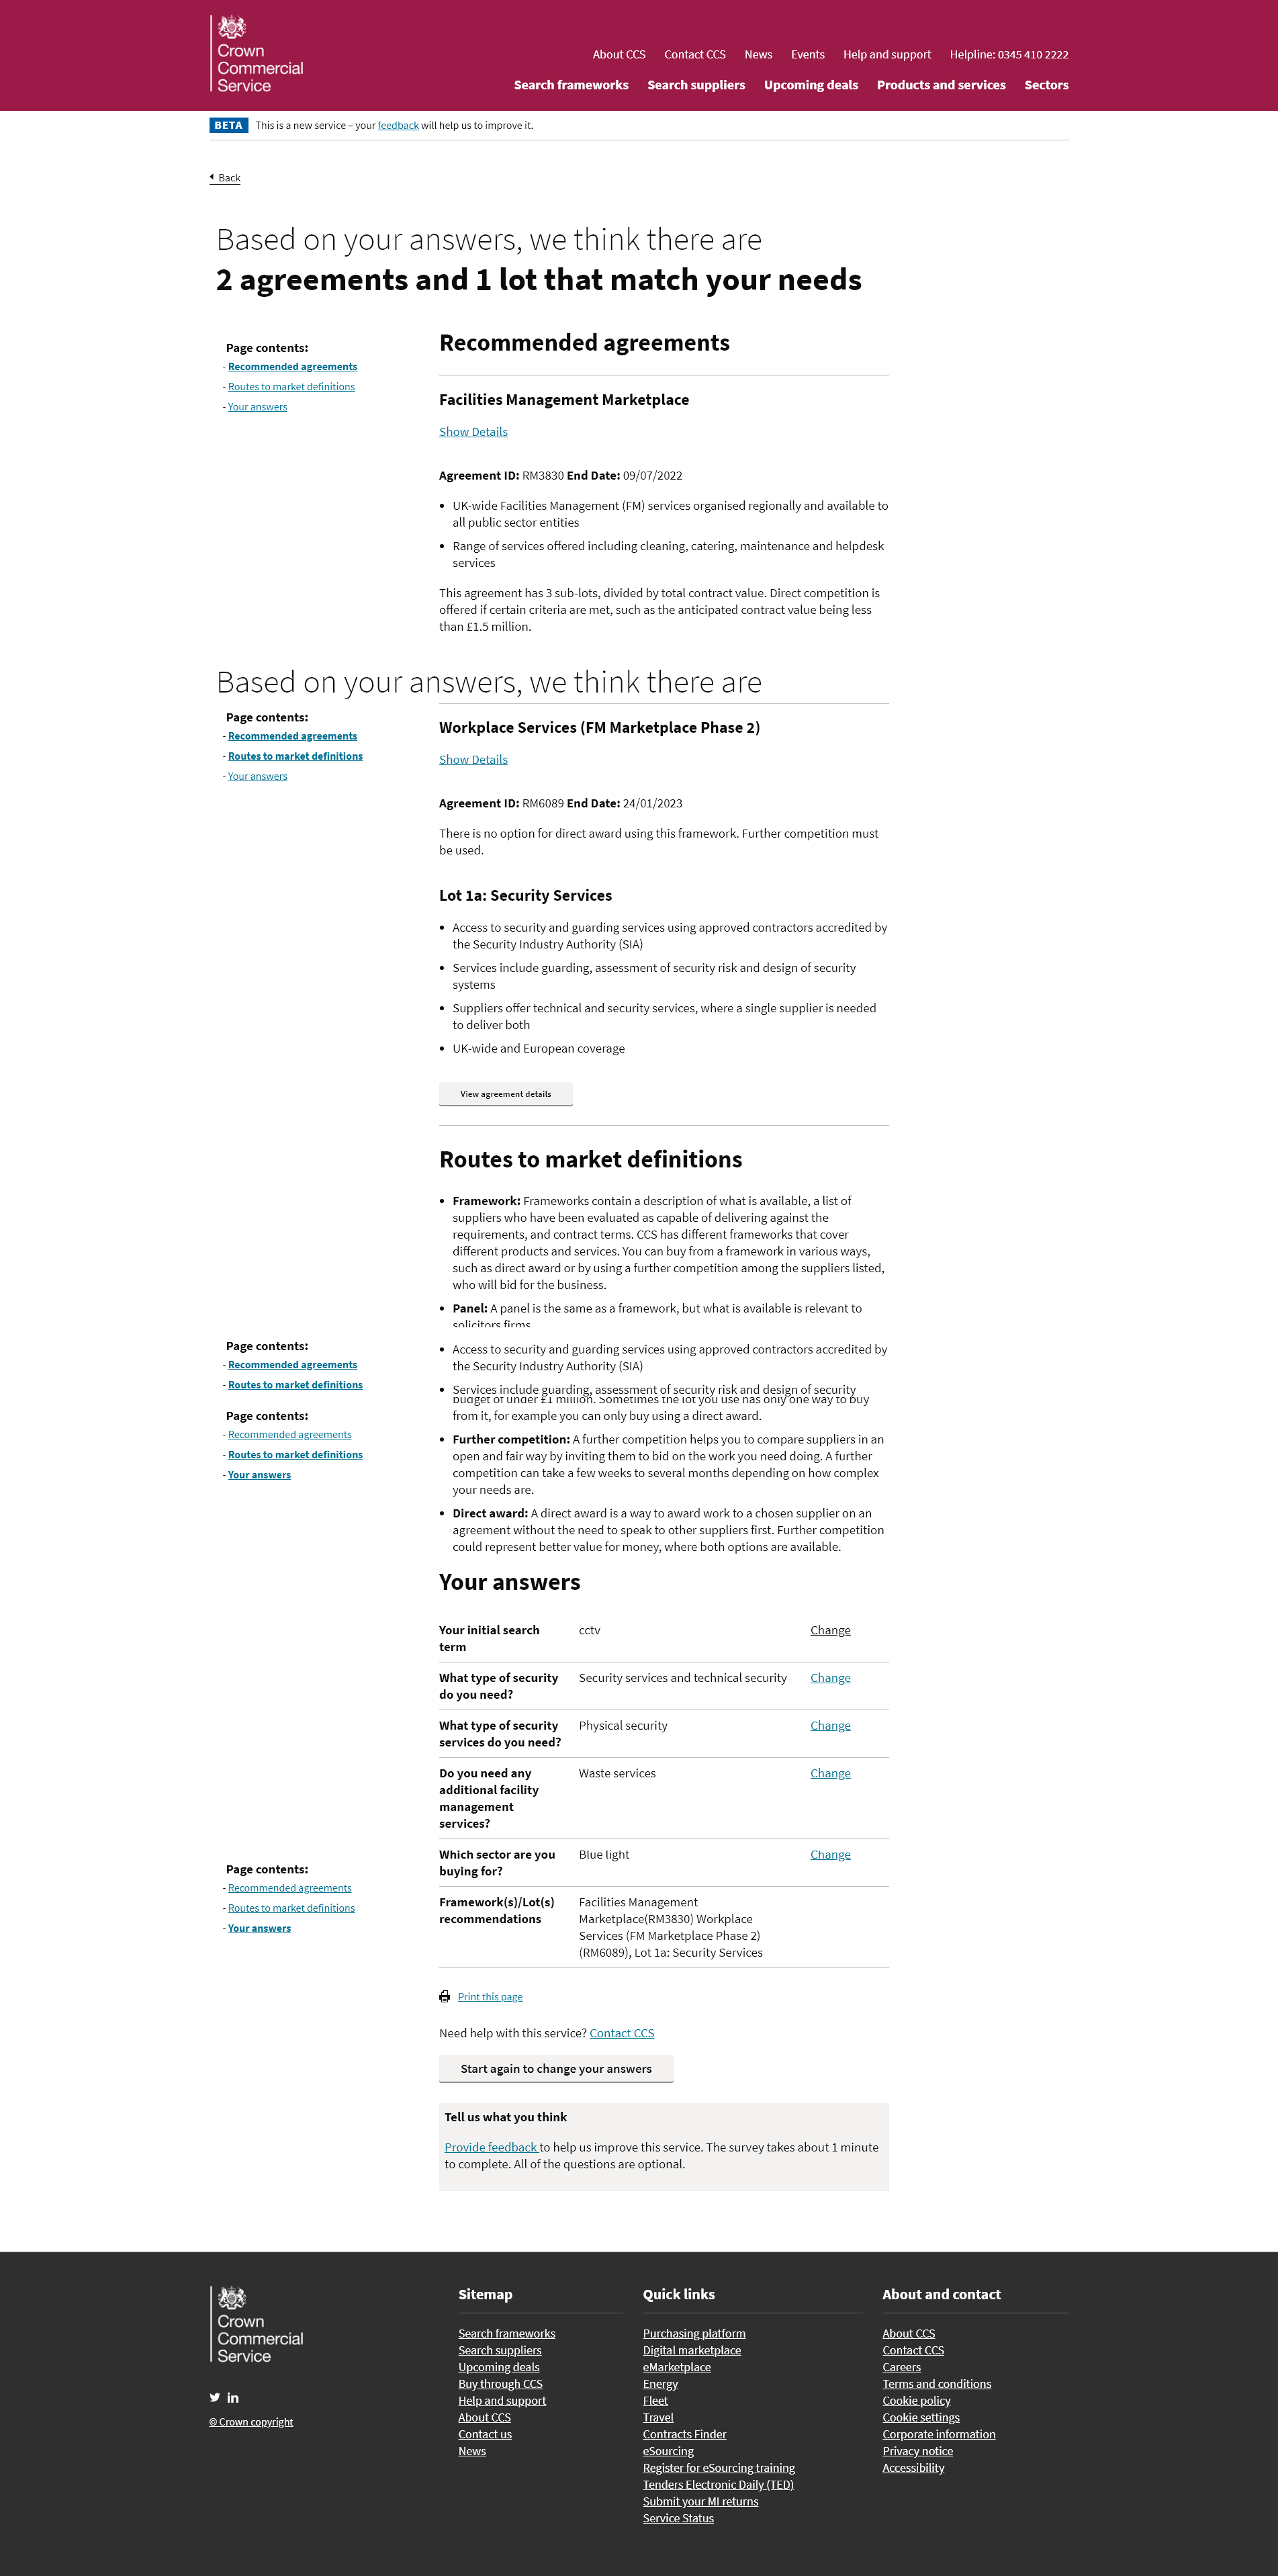 Crown
Commercial
Service
About CCS Contact CCS News Events Help and support Helpline: 0345 410 2222
Search frameworks Search suppliers Upcoming deals Products and services Sectors
BETA This is a new service – your feedback will help us to improve it.
Back
Based on your answers, we think there are
2 agreements and 1 lot that match your needs
Page contents:
- Recommended agreements
- Routes to market definitions
- Your answers
Recommended agreements
Facilities Management Marketplace
Show Details
Agreement ID: RM3830 End Date: 09/07/2022
• UK-wide Facilities Management (FM) services organised regionally and available to
all public sector entities
• Range of services offered including cleaning, catering, maintenance and helpdesk
services
This agreement has 3 sub-lots, divided by total contract value. Direct competition is
offered if certain criteria are met, such as the anticipated contract value being less
than £1.5 million.
Based on your answers, we think there are
Page contents:
- Recommended agreements
- Routes to market definitions
- Your answers
Workplace Services (FM Marketplace Phase 2)
Show Details
Agreement ID: RM6089 End Date: 24/01/2023
There is no option for direct award using this framework. Further competition must
be used.
Lot 1a: Security Services
• Access to security and guarding services using approved contractors accredited by
the Security Industry Authority (SIA)
• Services include guarding, assessment of security risk and design of security
systems
• Suppliers offer technical and security services, where a single supplier is needed
to deliver both
• UK-wide and European coverage
View agreement details
Routes to market definitions
• Framework: Frameworks contain a description of what is available, a list of
suppliers who have been evaluated as capable of delivering against the
requirements, and contract terms. CCS has different frameworks that cover
different products and services. You can buy from a framework in various ways,
such as direct award or by using a further competition among the suppliers listed,
who will bid for the business.
• Panel: A panel is the same as a framework, but what is available is relevant to
solicitors firms
Page contents:
- Recommended agreements
- Routes to market definitions
• Access to security and guarding services using approved contractors accredited by
the Security Industry Authority (SIA)
• Services include guarding, assessment of security risk and design of security
budget of under £1 million. Sometimes the lot you use has only one way to buy
from it, for example you can only buy using a direct award.
Page contents:
- Recommended agreements
- Routes to market definitions
- Your answers
• Further competition: A further competition helps you to compare suppliers in an
open and fair way by inviting them to bid on the work you need doing. A further
competition can take a few weeks to several months depending on how complex
your needs are.
• Direct award: A direct award is a way to award work to a chosen supplier on an
agreement without the need to speak to other suppliers first. Further competition
could represent better value for money, where both options are available.
Your answers
Your initial search cctv Change
term
What type of security Security services and technical security Change
do you need?
What type of security Physical security Change
services do you need?
Do you need any Waste services Change
additional facility
management
services?
Which sector are you Blue light Change
buying for?
Page contents:
- Recommended agreements
- Routes to market definitions
- Your answers
Framework(s)/Lot(s) Facilities Management
recommendations Marketplace(RM3830) Workplace
Services (FM Marketplace Phase 2)
(RM6089), Lot 1a: Security Services
Print this page
Need help with this service? Contact CCS
Start again to change your answers
Tell us what you think
Provide feedback to help us improve this service. The survey takes about 1 minute
to complete. All of the questions are optional.
Crown
Commercial
Service
© Crown copyright
Sitemap
Search frameworks
Search suppliers
Upcoming deals
Buy through CCS
Help and support
About CCS
Contact us
News
Quick links
Purchasing platform
Digital marketplace
eMarketplace
Energy
Fleet
Travel
Contracts Finder
eSourcing
Register for eSourcing training
Tenders Electronic Daily (TED)
Submit your MI returns
Service Status
About and contact
About CCS
Contact CCS
Careers
Terms and conditions
Cookie policy
Cookie settings
Corporate information
Privacy notice
Accessibility